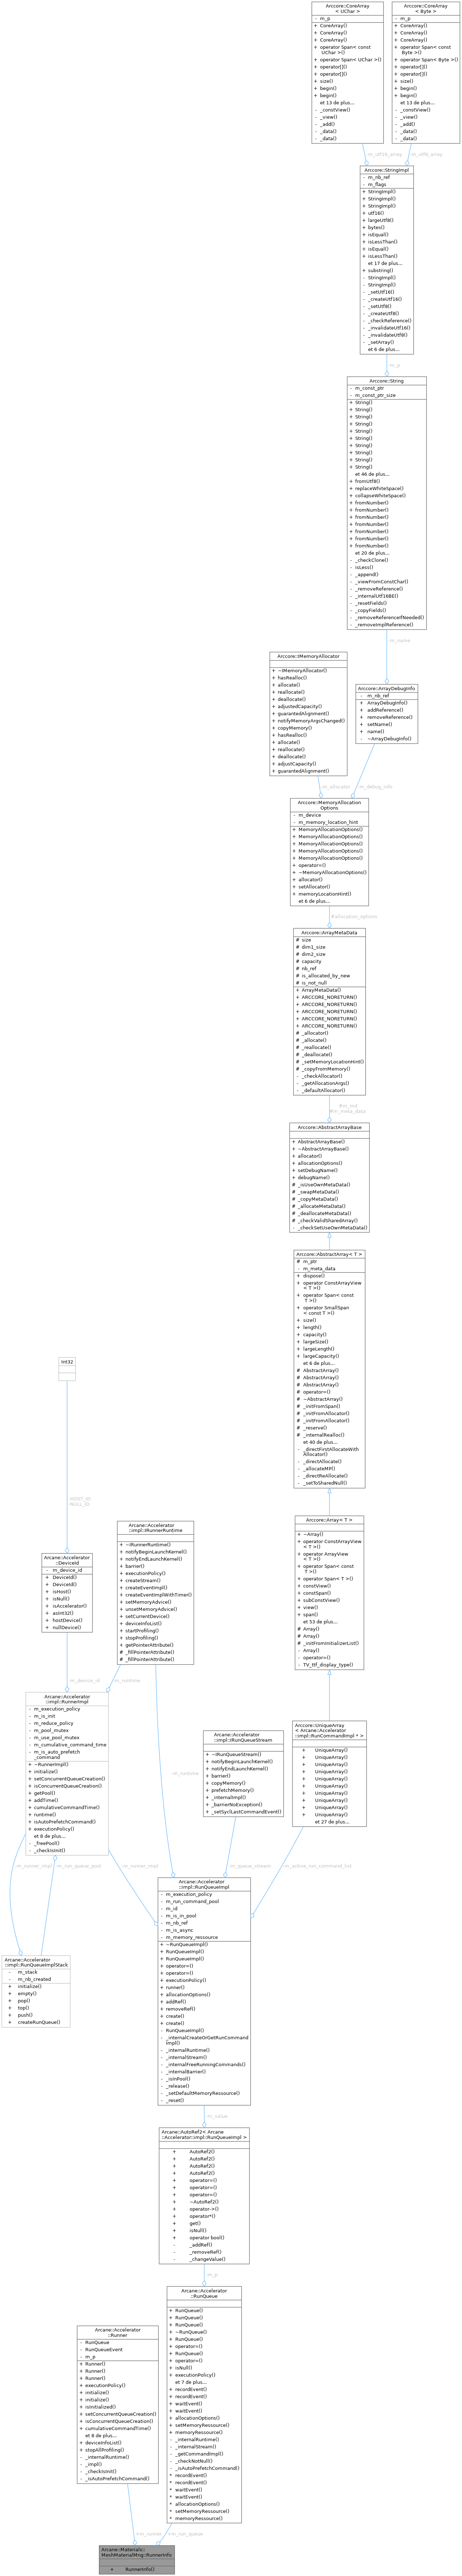 Arccore::CoreArray
< UChar >
- m_p
+ CoreArray()
+ CoreArray()
+ CoreArray()
+ operator Span< const
UChar >()
+ operator Span< UChar >()
+ operator[]()
+ operator[]()
+ size()
+ begin()
+ begin()
et 13 de plus...
- _constView()
- _view()
- _add()
- _data()
- _data()
Arccore::CoreArray
< Byte >
- m_p
+ CoreArray()
+ CoreArray()
+ CoreArray()
+ operator Span< const
Byte >()
+ operator Span< Byte >()
+ operator[]()
+ operator[]()
+ size()
+ begin()
+ begin()
et 13 de plus...
- _constView()
- _view()
- _add()
- _data()
- _data()
-m_utf16_array
-m_utf8_array
Arccore::StringImpl
- m_nb_ref
- m_flags
+ StringImpl()
+ StringImpl()
+ StringImpl()
+ utf16()
+ largeUtf8()
+ bytes()
+ isEqual()
+ isLessThan()
+ isEqual()
+ isLessThan()
et 17 de plus...
+ substring()
- StringImpl()
- StringImpl()
- _setUtf16()
- _createUtf16()
- _setUtf8()
- _createUtf8()
- _checkReference()
- _invalidateUtf16()
- _invalidateUtf8()
- _setArray()
et 6 de plus...
-m_p
Arccore::String
- m_const_ptr
- m_const_ptr_size
+ String()
+ String()
+ String()
+ String()
+ String()
+ String()
+ String()
+ String()
+ String()
+ String()
et 46 de plus...
+ fromUtf8()
+ replaceWhiteSpace()
+ collapseWhiteSpace()
+ fromNumber()
+ fromNumber()
+ fromNumber()
+ fromNumber()
+ fromNumber()
+ fromNumber()
+ fromNumber()
et 20 de plus...
- _checkClone()
- isLess()
- _append()
- _viewFromConstChar()
- _removeReference()
- _internalUtf16BE()
- _resetFields()
- _copyFields()
- _removeReferenceIfNeeded()
- _removeImplReference()
-m_name
Arccore::IMemoryAllocator
+ ~IMemoryAllocator()
+ hasRealloc()
+ allocate()
+ reallocate()
+ deallocate()
+ adjustedCapacity()
+ guarantedAlignment()
+ notifyMemoryArgsChanged()
+ copyMemory()
+ hasRealloc()
+ allocate()
+ reallocate()
+ deallocate()
+ adjustCapacity()
+ guarantedAlignment()
Arccore::ArrayDebugInfo
- m_nb_ref
+ ArrayDebugInfo()
+ addReference()
+ removeReference()
+ setName()
+ name()
- ~ArrayDebugInfo()
-m_allocator
-m_debug_info
Arccore::MemoryAllocation
Options
- m_device
- m_memory_location_hint
+ MemoryAllocationOptions()
+ MemoryAllocationOptions()
+ MemoryAllocationOptions()
+ MemoryAllocationOptions()
+ MemoryAllocationOptions()
+ operator=()
+ ~MemoryAllocationOptions()
+ allocator()
+ setAllocator()
+ memoryLocationHint()
et 6 de plus...
#allocation_options
Arccore::ArrayMetaData
# size
# dim1_size
# dim2_size
# capacity
# nb_ref
# is_allocated_by_new
# is_not_null
+ ArrayMetaData()
+ ARCCORE_NORETURN()
+ ARCCORE_NORETURN()
+ ARCCORE_NORETURN()
+ ARCCORE_NORETURN()
+ ARCCORE_NORETURN()
# _allocator()
# _allocate()
# _reallocate()
# _deallocate()
# _setMemoryLocationHint()
# _copyFromMemory()
- _checkAllocator()
- _getAllocationArgs()
- _defaultAllocator()
#m_md
#m_meta_data
Arccore::AbstractArrayBase
+ AbstractArrayBase()
+ ~AbstractArrayBase()
+ allocator()
+ allocationOptions()
+ setDebugName()
+ debugName()
# _isUseOwnMetaData()
# _swapMetaData()
# _copyMetaData()
# _allocateMetaData()
# _deallocateMetaData()
# _checkValidSharedArray()
- _checkSetUseOwnMetaData()
Arccore::AbstractArray< T >
# m_ptr
- m_meta_data
+ dispose()
+ operator ConstArrayView
< T >()
+ operator Span< const
T >()
+ operator SmallSpan
< const T >()
+ size()
+ length()
+ capacity()
+ largeSize()
+ largeLength()
+ largeCapacity()
et 6 de plus...
# AbstractArray()
# AbstractArray()
# AbstractArray()
# operator=()
# ~AbstractArray()
# _initFromSpan()
# _initFromAllocator()
# _initFromAllocator()
# _reserve()
# _internalRealloc()
et 40 de plus...
- _directFirstAllocateWith
Allocator()
- _directAllocate()
- _allocateMP()
- _directReAllocate()
- _setToSharedNull()
Int32
-HOST_ID
-NULL_ID
Arccore::Array< T >
+ ~Array()
+ operator ConstArrayView
< T >()
+ operator ArrayView
< T >()
+ operator Span< const
T >()
+ operator Span< T >()
+ constView()
+ constSpan()
+ subConstView()
+ view()
+ span()
et 53 de plus...
# Array()
# Array()
# _initFromInitializerList()
- Array()
- operator=()
- TV_ttf_display_type()
Arcane::Accelerator
::impl::IRunnerRuntime
+ ~IRunnerRuntime()
+ notifyBeginLaunchKernel()
+ notifyEndLaunchKernel()
+ barrier()
+ executionPolicy()
+ createStream()
+ createEventImpl()
+ createEventImplWithTimer()
+ setMemoryAdvice()
+ unsetMemoryAdvice()
+ setCurrentDevice()
+ deviceInfoList()
+ startProfiling()
+ stopProfiling()
+ getPointerAttribute()
# _fillPointerAttribute()
# _fillPointerAttribute()
Arcane::Accelerator
::DeviceId
- m_device_id
+ DeviceId()
+ DeviceId()
+ isHost()
+ isNull()
+ isAccelerator()
+ asInt32()
+ hostDevice()
+ nullDevice()
-m_device_id
-m_runtime
Arcane::Accelerator
::impl::RunnerImpl
- m_execution_policy
- m_is_init
- m_reduce_policy
- m_pool_mutex
- m_use_pool_mutex
- m_cumulative_command_time
- m_is_auto_prefetch
_command
+ ~RunnerImpl()
+ initialize()
+ setConcurrentQueueCreation()
+ isConcurrentQueueCreation()
+ getPool()
+ addTime()
+ cumulativeCommandTime()
+ runtime()
+ isAutoPrefetchCommand()
+ executionPolicy()
et 8 de plus...
- _freePool()
- _checkIsInit()
Arcane::Accelerator
::impl::IRunQueueStream
+ ~IRunQueueStream()
+ notifyBeginLaunchKernel()
+ notifyEndLaunchKernel()
+ barrier()
+ copyMemory()
+ prefetchMemory()
+ _internalImpl()
+ _barrierNoException()
+ _setSyclLastCommandEvent()
Arccore::UniqueArray
< Arcane::Accelerator
::impl::RunCommandImpl * >
+ UniqueArray()
+ UniqueArray()
+ UniqueArray()
+ UniqueArray()
+ UniqueArray()
+ UniqueArray()
+ UniqueArray()
+ UniqueArray()
+ UniqueArray()
+ UniqueArray()
et 27 de plus...
-m_runtime
-m_runner_impl
-m_run_queue_pool
-m_runner_impl
-m_queue_stream
-m_active_run_command_list
Arcane::Accelerator
::impl::RunQueueImplStack
- m_stack
- m_nb_created
+ initialize()
+ empty()
+ pop()
+ top()
+ push()
+ createRunQueue()
Arcane::Accelerator
::impl::RunQueueImpl
- m_execution_policy
- m_run_command_pool
- m_id
- m_is_in_pool
- m_nb_ref
- m_is_async
- m_memory_ressource
+ ~RunQueueImpl()
+ RunQueueImpl()
+ RunQueueImpl()
+ operator=()
+ operator=()
+ executionPolicy()
+ runner()
+ allocationOptions()
+ addRef()
+ removeRef()
+ create()
+ create()
- RunQueueImpl()
- _internalCreateOrGetRunCommand
Impl()
- _internalRuntime()
- _internalStream()
- _internalFreeRunningCommands()
- _internalBarrier()
- _isInPool()
- _release()
- _setDefaultMemoryRessource()
- _reset()
-m_value
Arcane::AutoRef2< Arcane
::Accelerator::impl::RunQueueImpl >
+ AutoRef2()
+ AutoRef2()
+ AutoRef2()
+ AutoRef2()
+ operator=()
+ operator=()
+ operator=()
+ ~AutoRef2()
+ operator->()
+ operator*()
+ get()
+ isNull()
+ operator bool()
- _addRef()
- _removeRef()
- _changeValue()
-m_p
Arcane::Accelerator
::RunQueue
+ RunQueue()
+ RunQueue()
+ RunQueue()
+ ~RunQueue()
+ RunQueue()
+ operator=()
+ RunQueue()
+ operator=()
+ isNull()
+ executionPolicy()
et 7 de plus...
+ recordEvent()
+ recordEvent()
+ waitEvent()
+ waitEvent()
+ allocationOptions()
+ setMemoryRessource()
+ memoryRessource()
- _internalRuntime()
- _internalStream()
- _getCommandImpl()
- _checkNotNull()
- _isAutoPrefetchCommand()
* recordEvent()
* recordEvent()
* waitEvent()
* waitEvent()
* allocationOptions()
* setMemoryRessource()
* memoryRessource()
Arcane::Accelerator
::Runner
- RunQueue
- RunQueueEvent
- m_p
+ Runner()
+ Runner()
+ Runner()
+ executionPolicy()
+ initialize()
+ initialize()
+ isInitialized()
+ setConcurrentQueueCreation()
+ isConcurrentQueueCreation()
+ cumulativeCommandTime()
et 8 de plus...
+ deviceInfoList()
+ stopAllProfiling()
- _internalRuntime()
- _impl()
- _checkIsInit()
- _isAutoPrefetchCommand()
+m_runner
+m_run_queue
Arcane::Materials::
MeshMaterialMng::RunnerInfo
+ RunnerInfo()